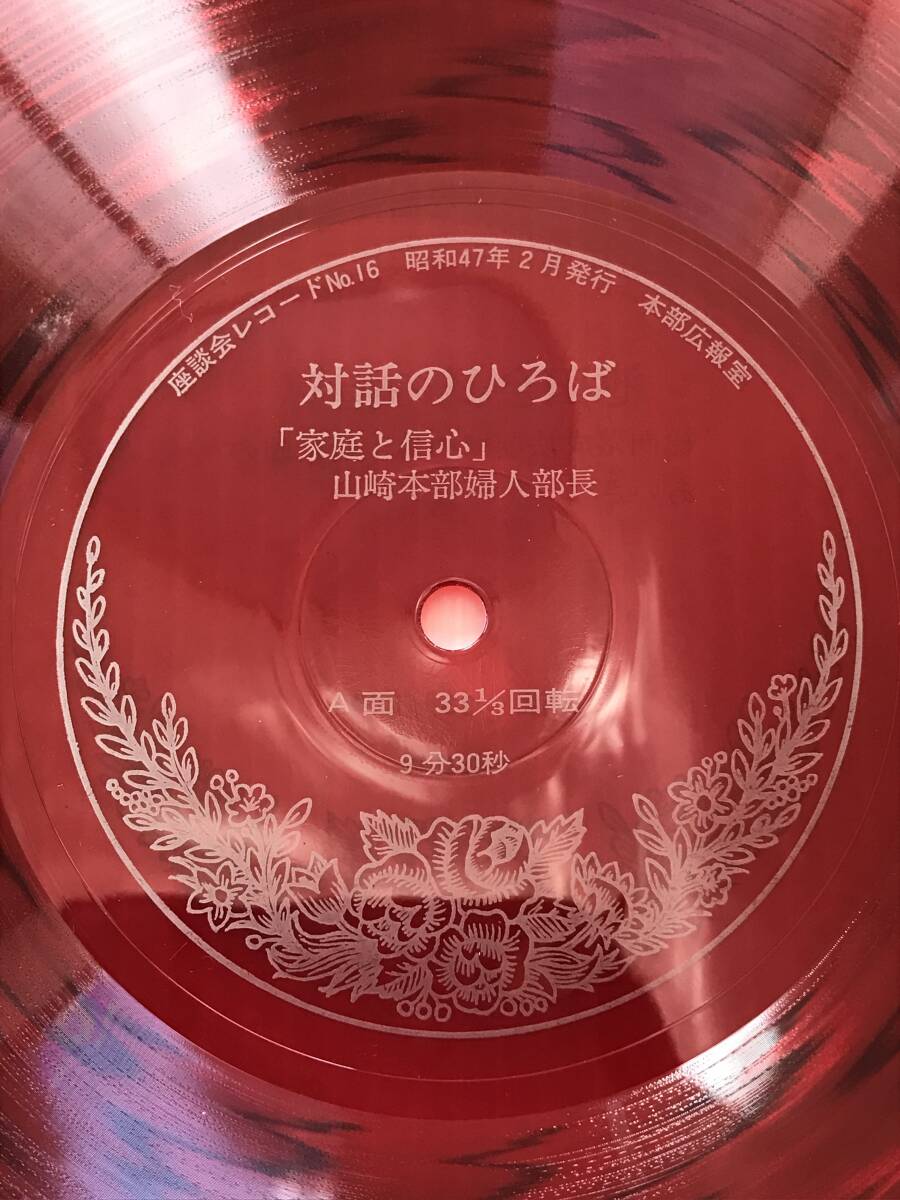 座談会レコードNo.16 昭和47年2月発行 本部広報室
対話のひろば
「家庭と信心」
山崎本部婦人部長
A面 33⅓回転
9分30秒